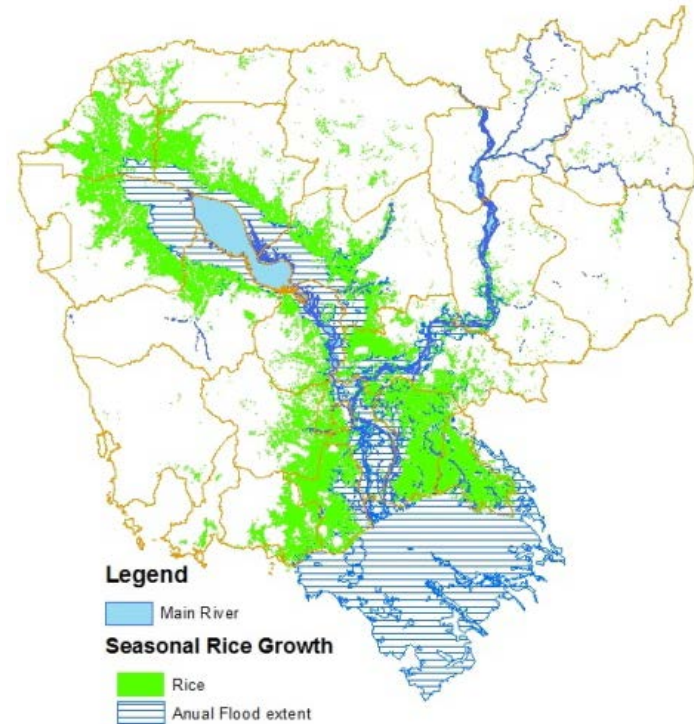 Legend
Main River
Seasonal Rice Growth
Rice
Anual Flood extent